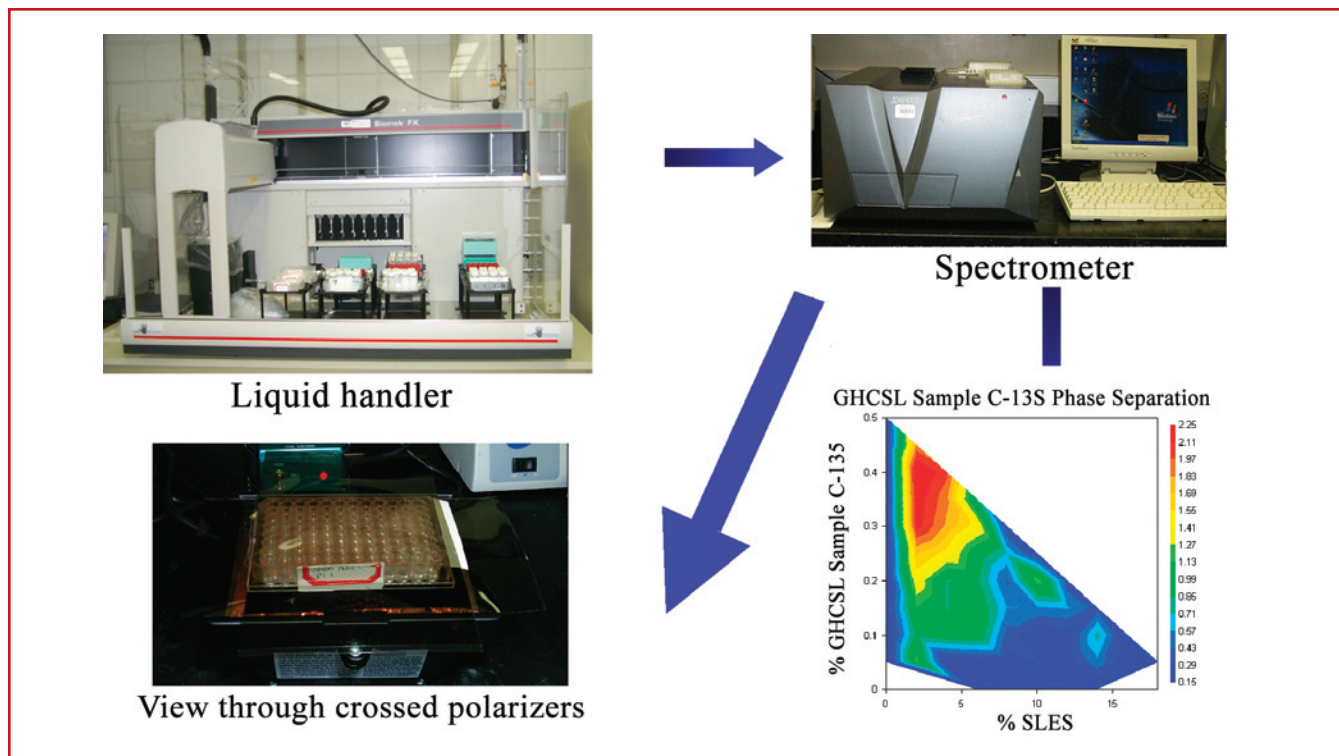 Biomek FX
Liquid handler
Spectrometer
View through crossed polarizers
GHCSL Sample C-13S Phase Separation
% GHCSL Sample C-135
0.5
0.4
0.3
0.2
0.1
0
0 5 10 15
% SLES
2.25
2.11
1.97
1.83
1.69
1.55
1.41
1.27
1.13
0.99
0.85
0.71
0.57
0.43
0.29
0.15